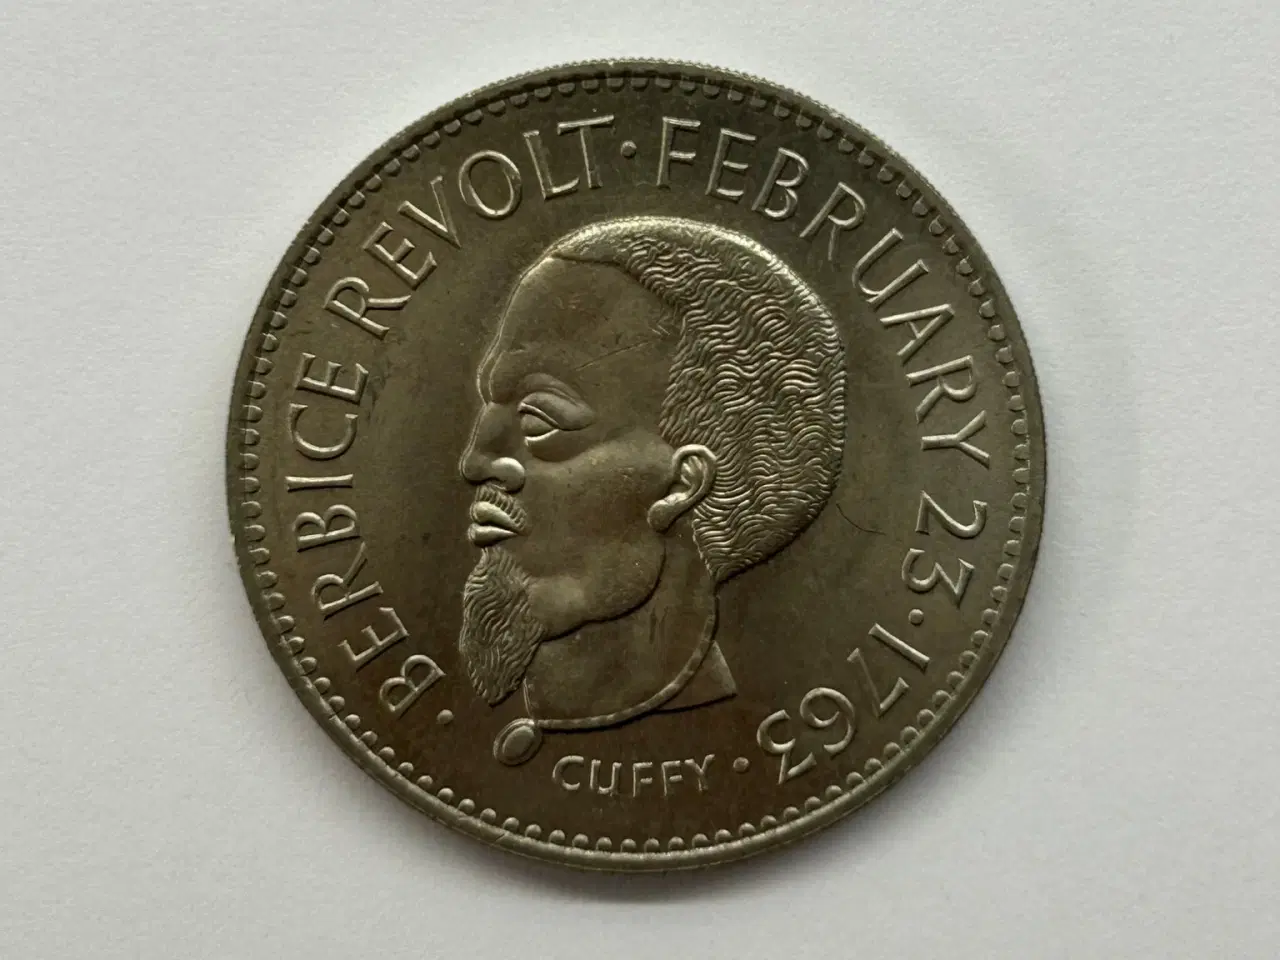 · BERBICE REVOLT · FEBRUARY 23 · 1763 ·
CUFFY